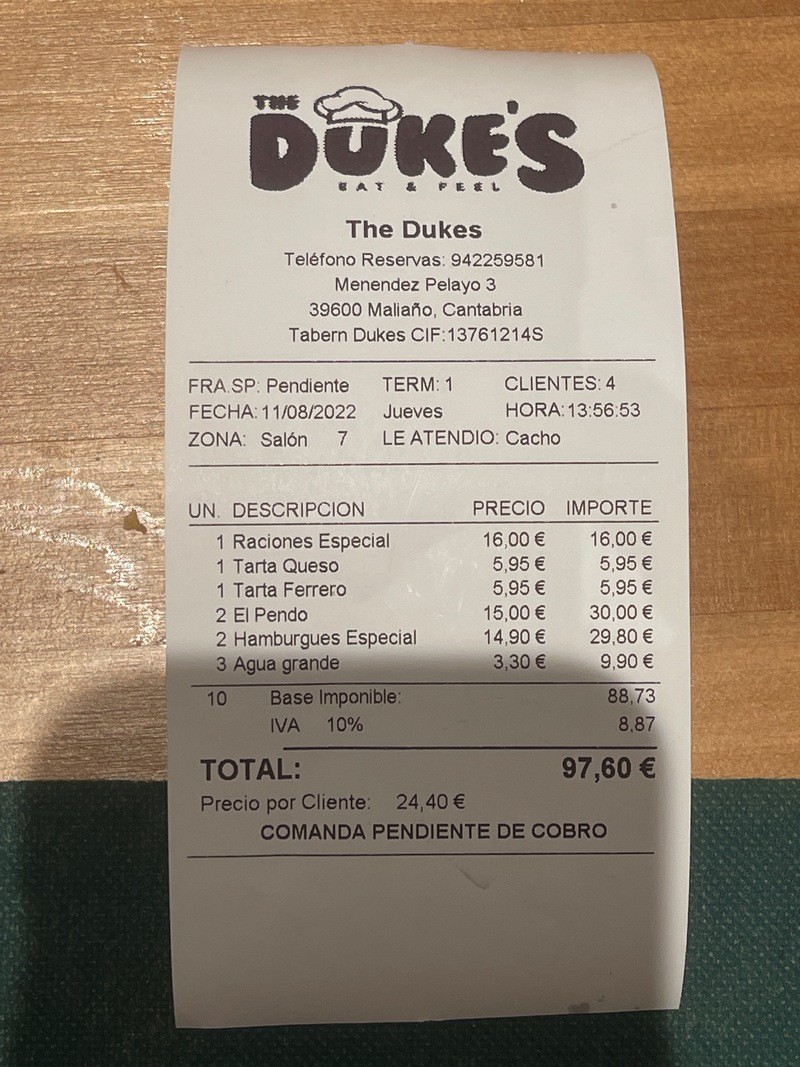 THE
DUKE'S
EAT & FEEL
The Dukes
Teléfono Reservas: 942259581
Menendez Pelayo 3
39600 Maliaño, Cantabria
Tabern Dukes CIF:13761214S
FRA.SP: Pendiente TERM: 1 CLIENTES: 4
FECHA: 11/08/2022 Jueves HORA: 13:56:53
ZONA: Salón 7 LE ATENDIO: Cacho
UN. DESCRIPCION PRECIO IMPORTE
1 Raciones Especial 16,00 € 16,00 €
1 Tarta Queso 5,95 € 5,95 €
1 Tarta Ferrero 5,95 € 5,95 €
2 El Pendo 15,00 € 30,00 €
2 Hamburgues Especial 14,90 € 29,80 €
3 Agua grande 3,30 € 9,90 €
10 Base Imponible: 88,73
IVA 10% 8,87
TOTAL: 97,60 €
Precio por Cliente: 24,40 €
COMANDA PENDIENTE DE COBRO